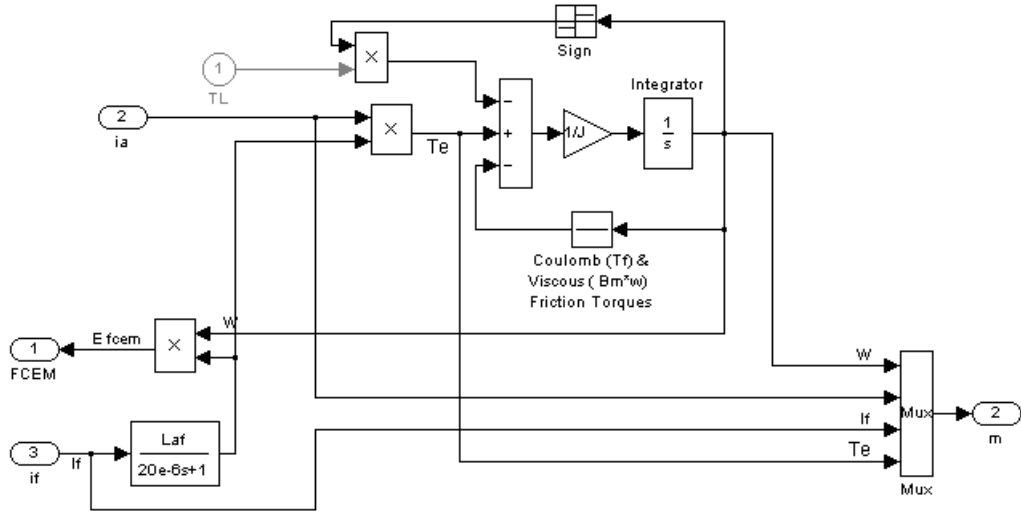 Sign
×
1
TL
Integrator
2
ia
×
Te
−
+
−
1/J
1
s
Coulomb (Tf) &
Viscous ( Bm*w)
Friction Torques
W
E fcem
×
1
FCEM
W
Mux
If
Te
2
m
Mux
3
if
If
Laf
20e-6s+1